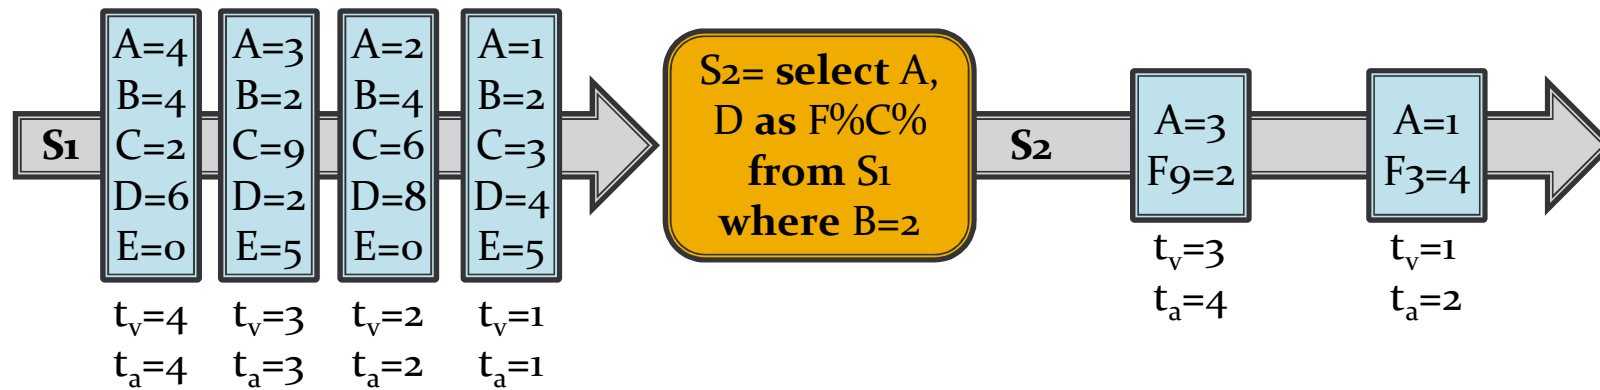 S1
A=4
B=4
C=2
D=6
E=0
t_v=4
t_a=4
A=3
B=2
C=9
D=2
E=5
t_v=3
t_a=3
A=2
B=4
C=6
D=8
E=0
t_v=2
t_a=2
A=1
B=2
C=3
D=4
E=5
t_v=1
t_a=1
S2= select A,
D as F%C%
from S1
where B=2
S2
A=3
F9=2
t_v=3
t_a=4
A=1
F3=4
t_v=1
t_a=2